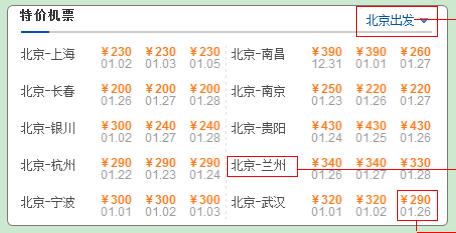 特价机票
北京出发
北京-上海 ¥230 ¥230 ¥230 北京-南昌 ¥390 ¥390 ¥260
01.02 01.03 01.05 12.31 01.01 01.27
北京-长春 ¥200 ¥200 ¥200 北京-南京 ¥250 ¥220 ¥220
01.26 01.27 01.28 01.23 01.26 01.27
北京-银川 ¥300 ¥240 ¥240 北京-贵阳 ¥430 ¥430 ¥430
01.02 01.27 01.28 01.24 01.25 01.26
北京-杭州 ¥290 ¥290 ¥290 北京-兰州 ¥340 ¥340 ¥330
01.22 01.23 01.24 01.26 01.27 01.28
北京-宁波 ¥300 ¥300 ¥300 北京-武汉 ¥320 ¥320 ¥290
01.01 01.02 01.03 01.01 01.02 01.26